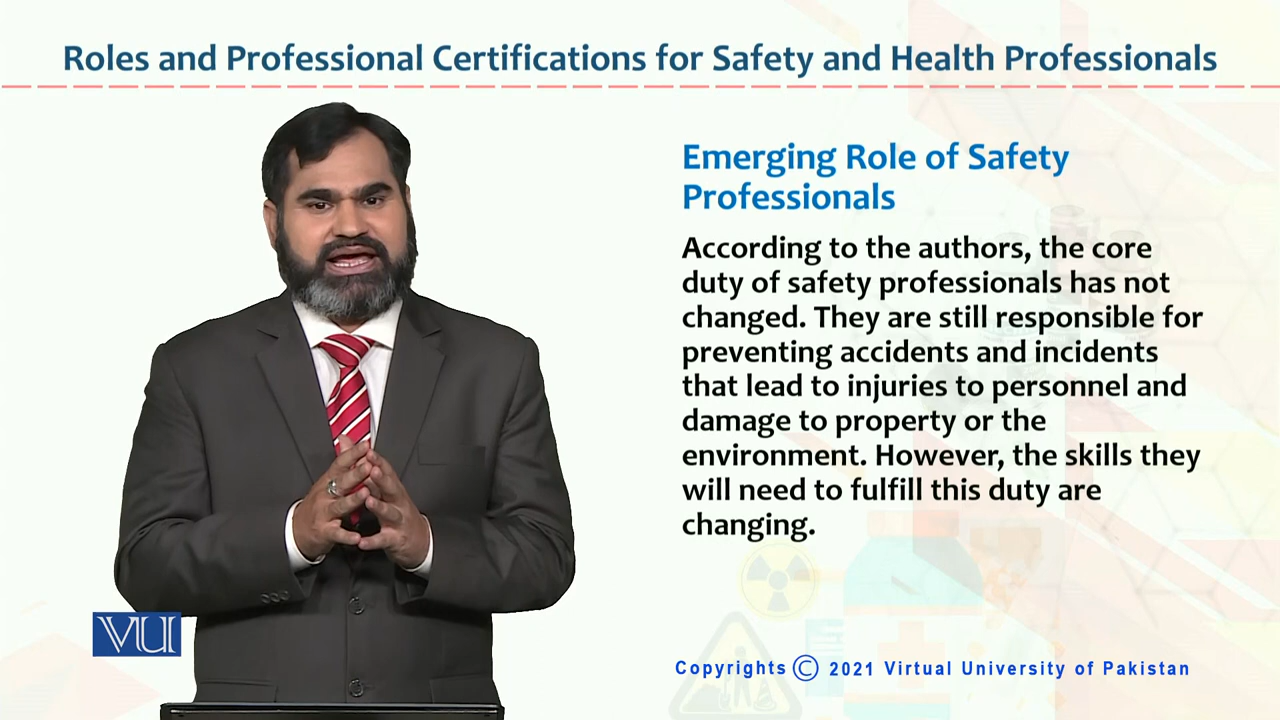 Roles and Professional Certifications for Safety and Health Professionals
Emerging Role of Safety
Professionals
According to the authors, the core
duty of safety professionals has not
changed. They are still responsible for
preventing accidents and incidents
that lead to injuries to personnel and
damage to property or the
environment. However, the skills they
will need to fulfill this duty are
changing.
VU
Copyrights © 2021 Virtual University of Pakistan